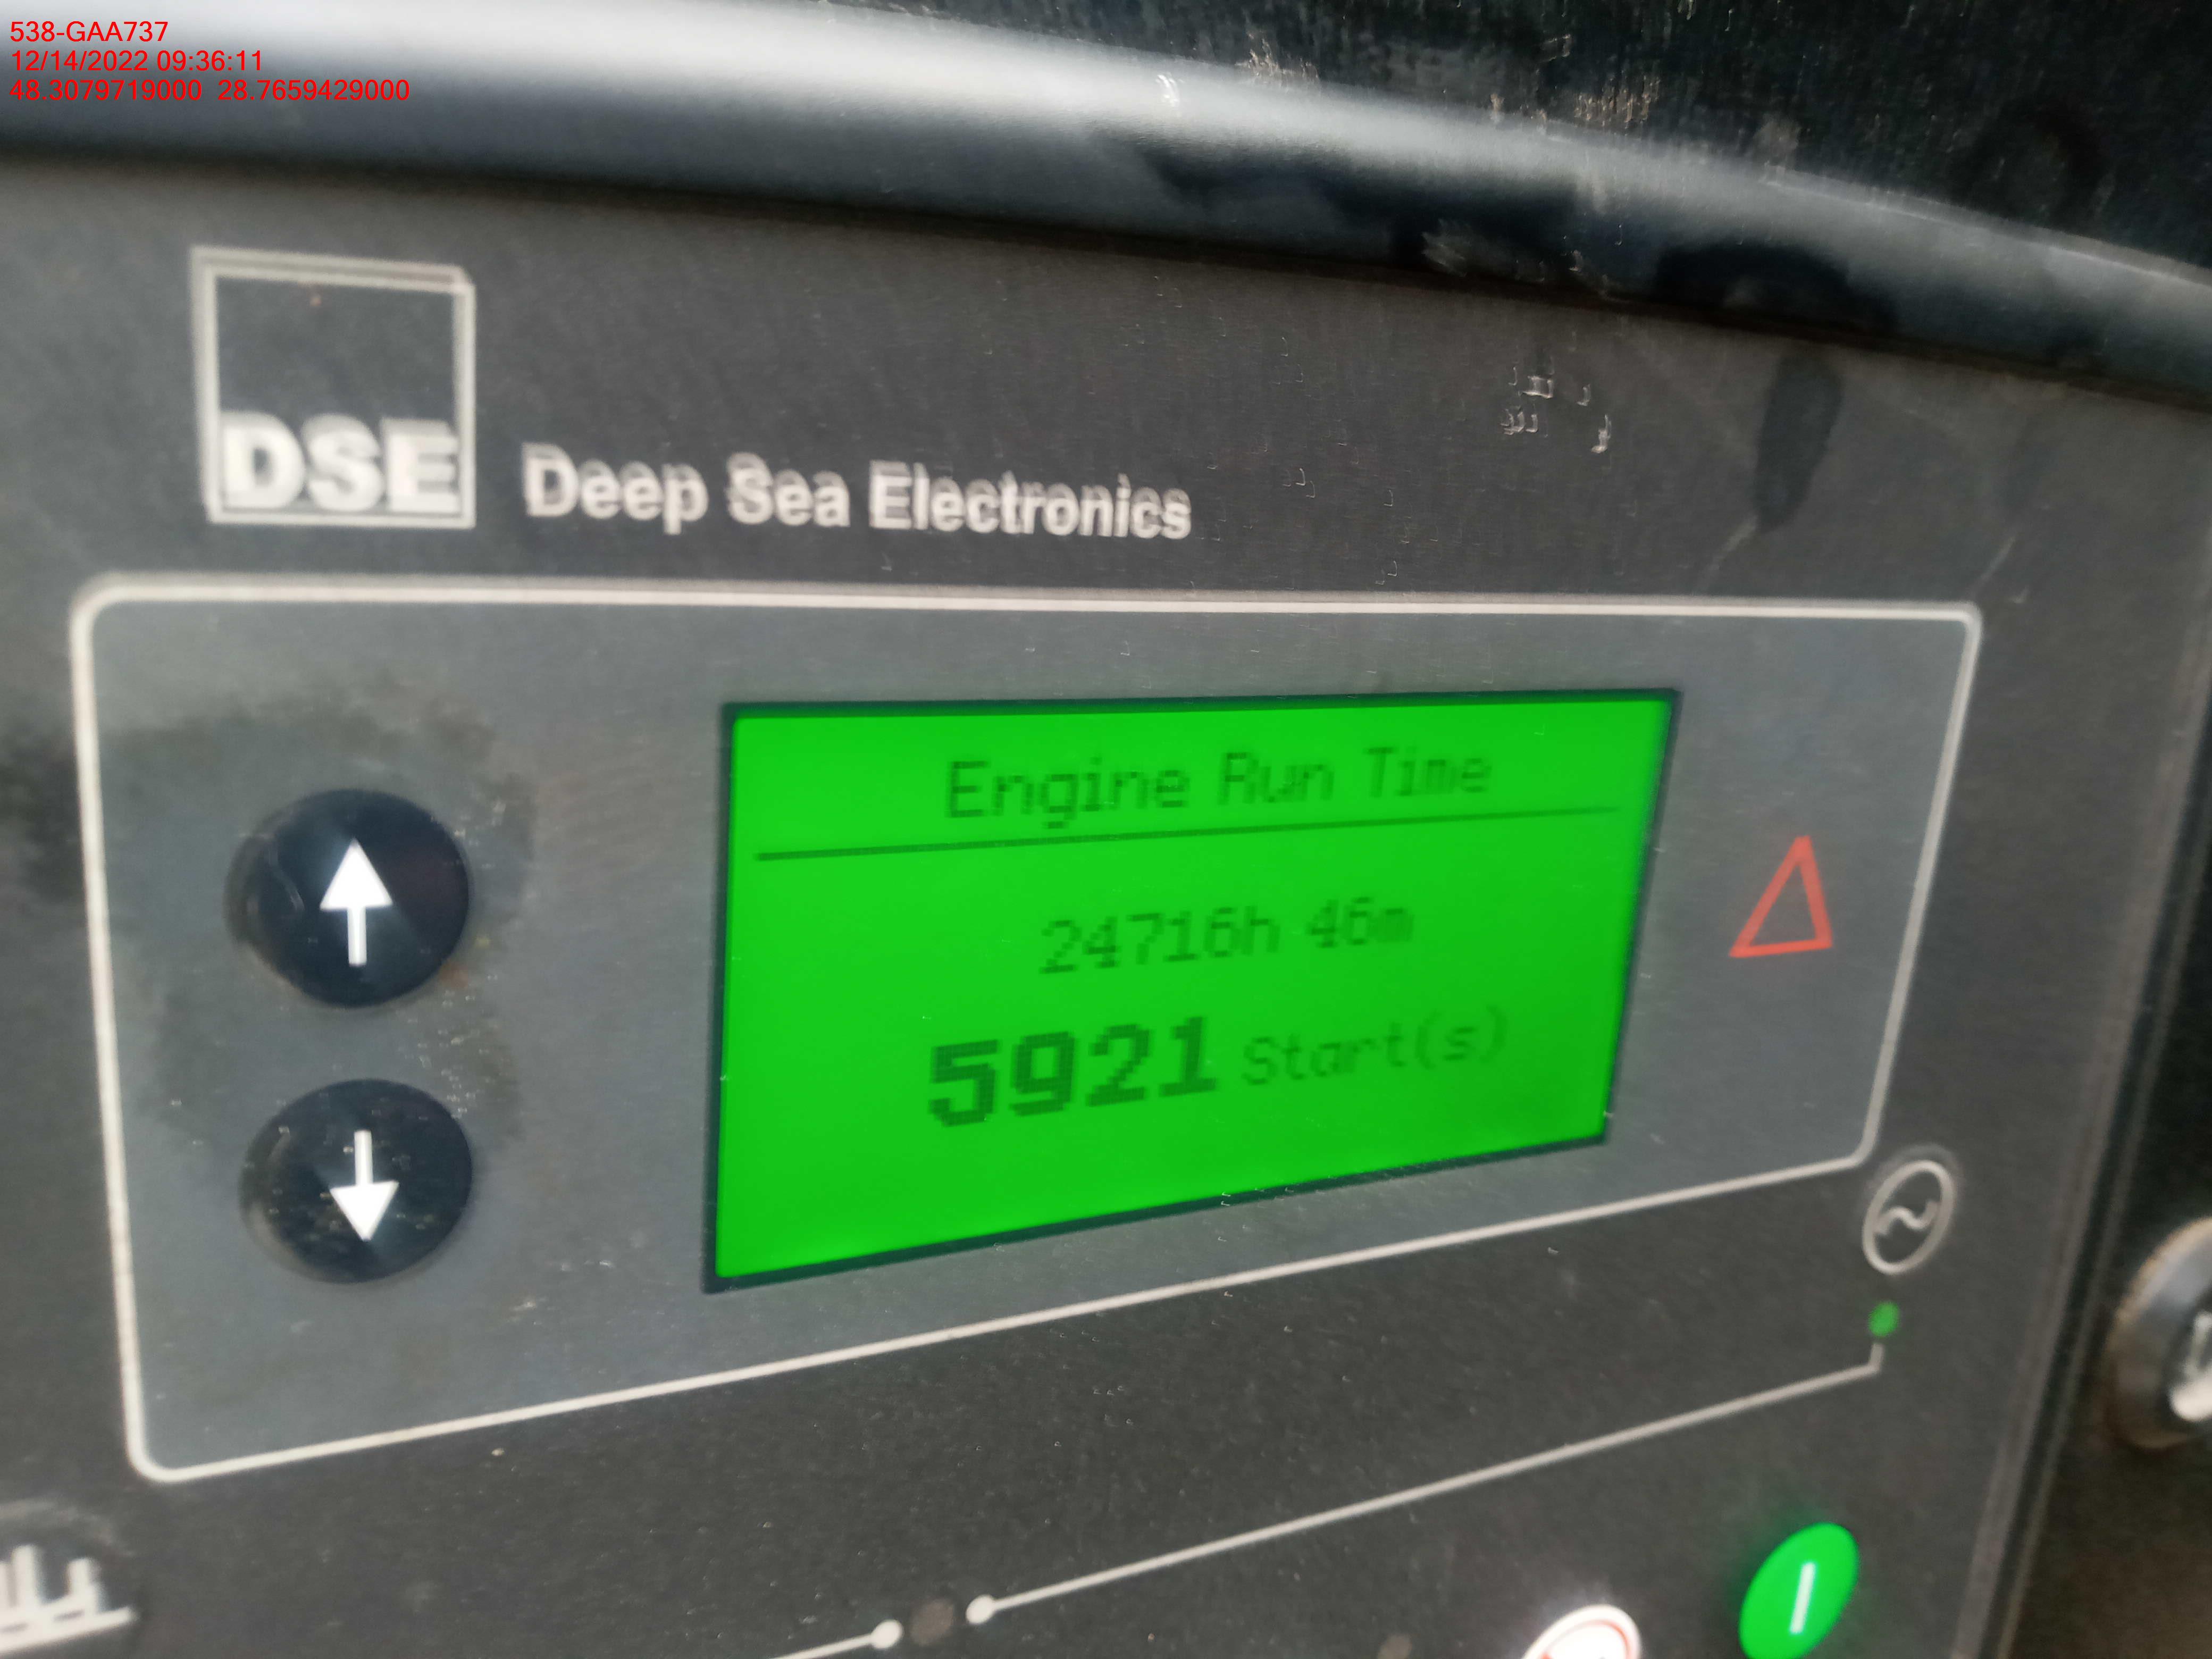 538-GAA737
12/14/2022 09:36:11
48.3079719000 28.7659429000
DSE
Deep Sea Electronics
Engine Run Time
24716h 46m
5921 Start(s)